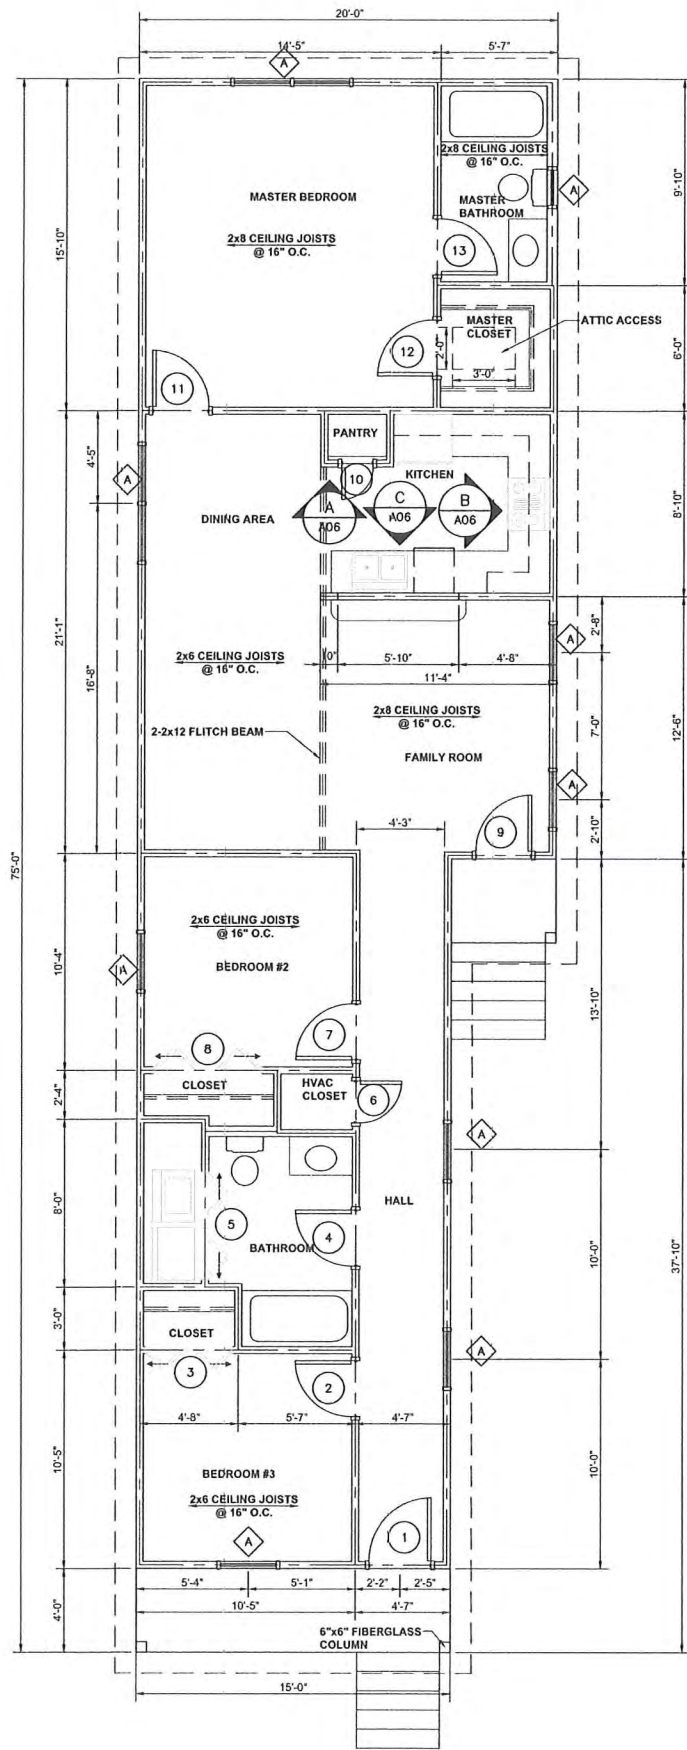 20'-0"
14'-5"
5'-7"
A
2x8 CEILING JOISTS
@ 16" O.C.
MASTER BEDROOM
MASTER
BATHROOM
A
9'-10"
15'-10"
2x8 CEILING JOISTS
@ 16" O.C.
13
MASTER
CLOSET
ATTIC ACCESS
12
2'-0"
3'-0"
6'-0"
11
PANTRY
4'-5"
KITCHEN
A
10
DINING AREA
A
A06
C
A06
B
A06
8'-10"
21'-1"
16'-8"
2x6 CEILING JOISTS
@ 16" O.C.
10"
5'-10"
4'-8"
11'-4"
A
2'-8"
2x8 CEILING JOISTS
@ 16" O.C.
7'-0"
12'-6"
2-2x12 FLITCH BEAM
FAMILY ROOM
A
4'-3"
9
2'-10"
75'-0"
2x6 CEILING JOISTS
@ 16" O.C.
10'-4"
A
BEDROOM #2
13'-10"
7
8
CLOSET
HVAC
CLOSET
6
2'-4"
A
8'-0"
HALL
5
4
BATHROOM
10'-0"
37'-10"
3'-0"
CLOSET
A
3
2
4'-8"
5'-7"
4'-7"
10'-5"
BEDROOM #3
2x6 CEILING JOISTS
@ 16" O.C.
10'-0"
A
1
5'-4"
5'-1"
2'-2"
2'-5"
10'-5"
4'-7"
4'-0"
6"x6" FIBERGLASS
COLUMN
15'-0"